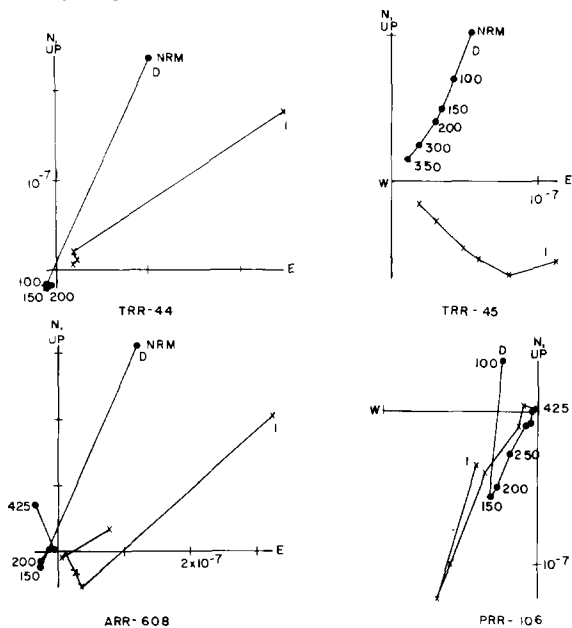 N,
UP
NRM
D
I
10-7
E
100
150 200
TRR-44
N,
UP
NRM
D
100
150
200
300
350
W
E
10-7
I
TRR-45
N,
UP
NRM
D
I
425
200
150
E
2x10-7
ARR-608
N,
UP
D
100
W
425
I
250
200
150
10-7
PRR-106